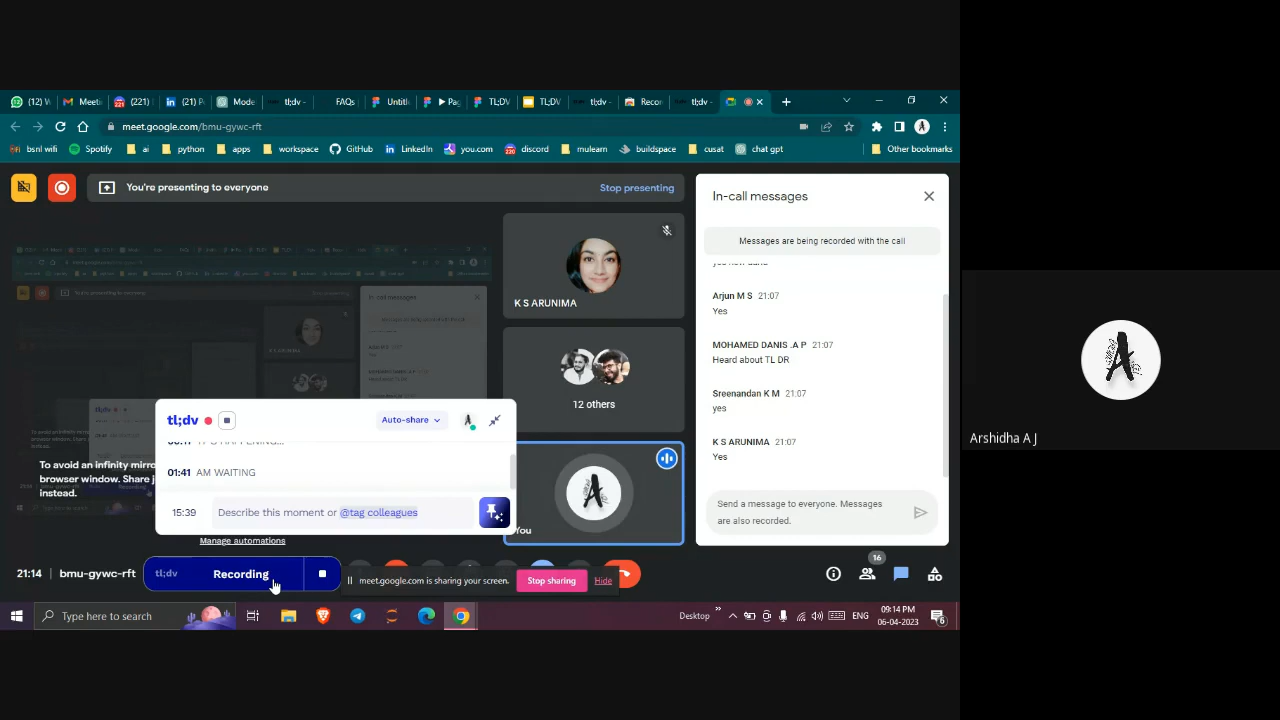 (12) W
Meeti
(221)
(21) P
Mode
tl;dv -
FAQs
Untitl
Pag
TL;DV
TL;DV
tl;dv -
Recor
tl;dv -
meet.google.com/bmu-gywc-rft
bsnl wifi
Spotify
ai
python
apps
workspace
GitHub
LinkedIn
you.com
discord
mulearn
buildspace
cusat
chat gpt
Other bookmarks
You're presenting to everyone
Stop presenting
K S ARUNIMA
12 others
You
In-call messages
Messages are being recorded with the call
Arjun M S 21:07
Yes
MOHAMED DANIS .A P 21:07
Heard about TL DR
Sreenandan K M 21:07
yes
K S ARUNIMA 21:07
Yes
Send a message to everyone. Messages
are also recorded.
To avoid an infinity mirro
browser window. Share j
instead.
tl;dv
Auto-share
01:41 AM WAITING
15:39 Describe this moment or @tag colleagues
Manage automations
21:14 | bmu-gywc-rft
tl;dv Recording
meet.google.com is sharing your screen.
Stop sharing
Hide
16
Type here to search
Desktop
ENG
09:14 PM
06-04-2023
6
Arshidha A J